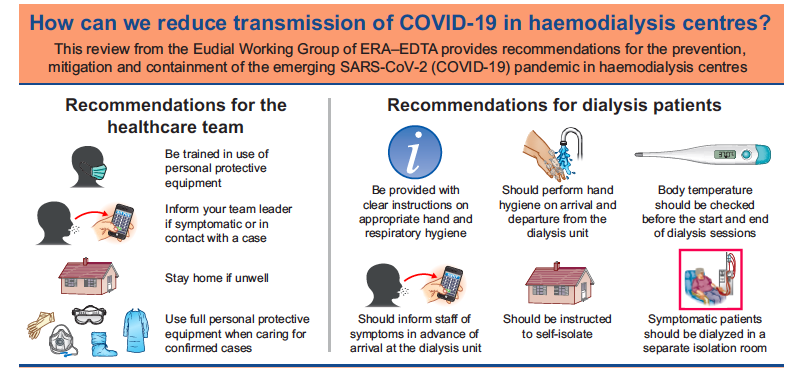 How can we reduce transmission of COVID-19 in haemodialysis centres?
This review from the Eudial Working Group of ERA–EDTA provides recommendations for the prevention,
mitigation and containment of the emerging SARS-CoV-2 (COVID-19) pandemic in haemodialysis centres
Recommendations for the
healthcare team
Be trained in use of
personal protective
equipment
Inform your team leader
if symptomatic or in
contact with a case
Stay home if unwell
Use full personal protective
equipment when caring for
confirmed cases
Recommendations for dialysis patients
i
Be provided with
clear instructions on
appropriate hand and
respiratory hygiene
Should perform hand
hygiene on arrival and
departure from the
dialysis unit
Body temperature
should be checked
before the start and end
of dialysis sessions
Should inform staff of
symptoms in advance of
arrival at the dialysis unit
Should be instructed
to self-isolate
Symptomatic patients
should be dialyzed in a
separate isolation room